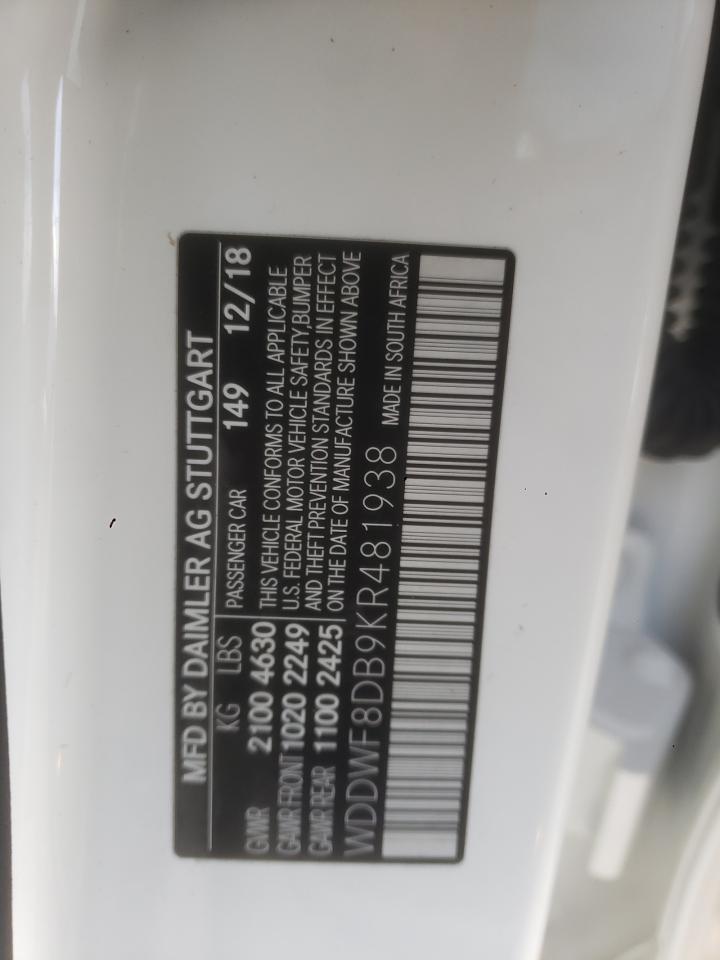 MFD BY DAIMLER AG STUTTGART
KG LBS PASSENGER CAR 149 12/18
GVWR 2100 4630 THIS VEHICLE CONFORMS TO ALL APPLICABLE
GAWR FRONT 1020 2249 U.S. FEDERAL MOTOR VEHICLE SAFETY,BUMPER
GAWR REAR 1100 2425 AND THEFT PREVENTION STANDARDS IN EFFECT
ON THE DATE OF MANUFACTURE SHOWN ABOVE
WDDWF8DB9KR481938 MADE IN SOUTH AFRICA